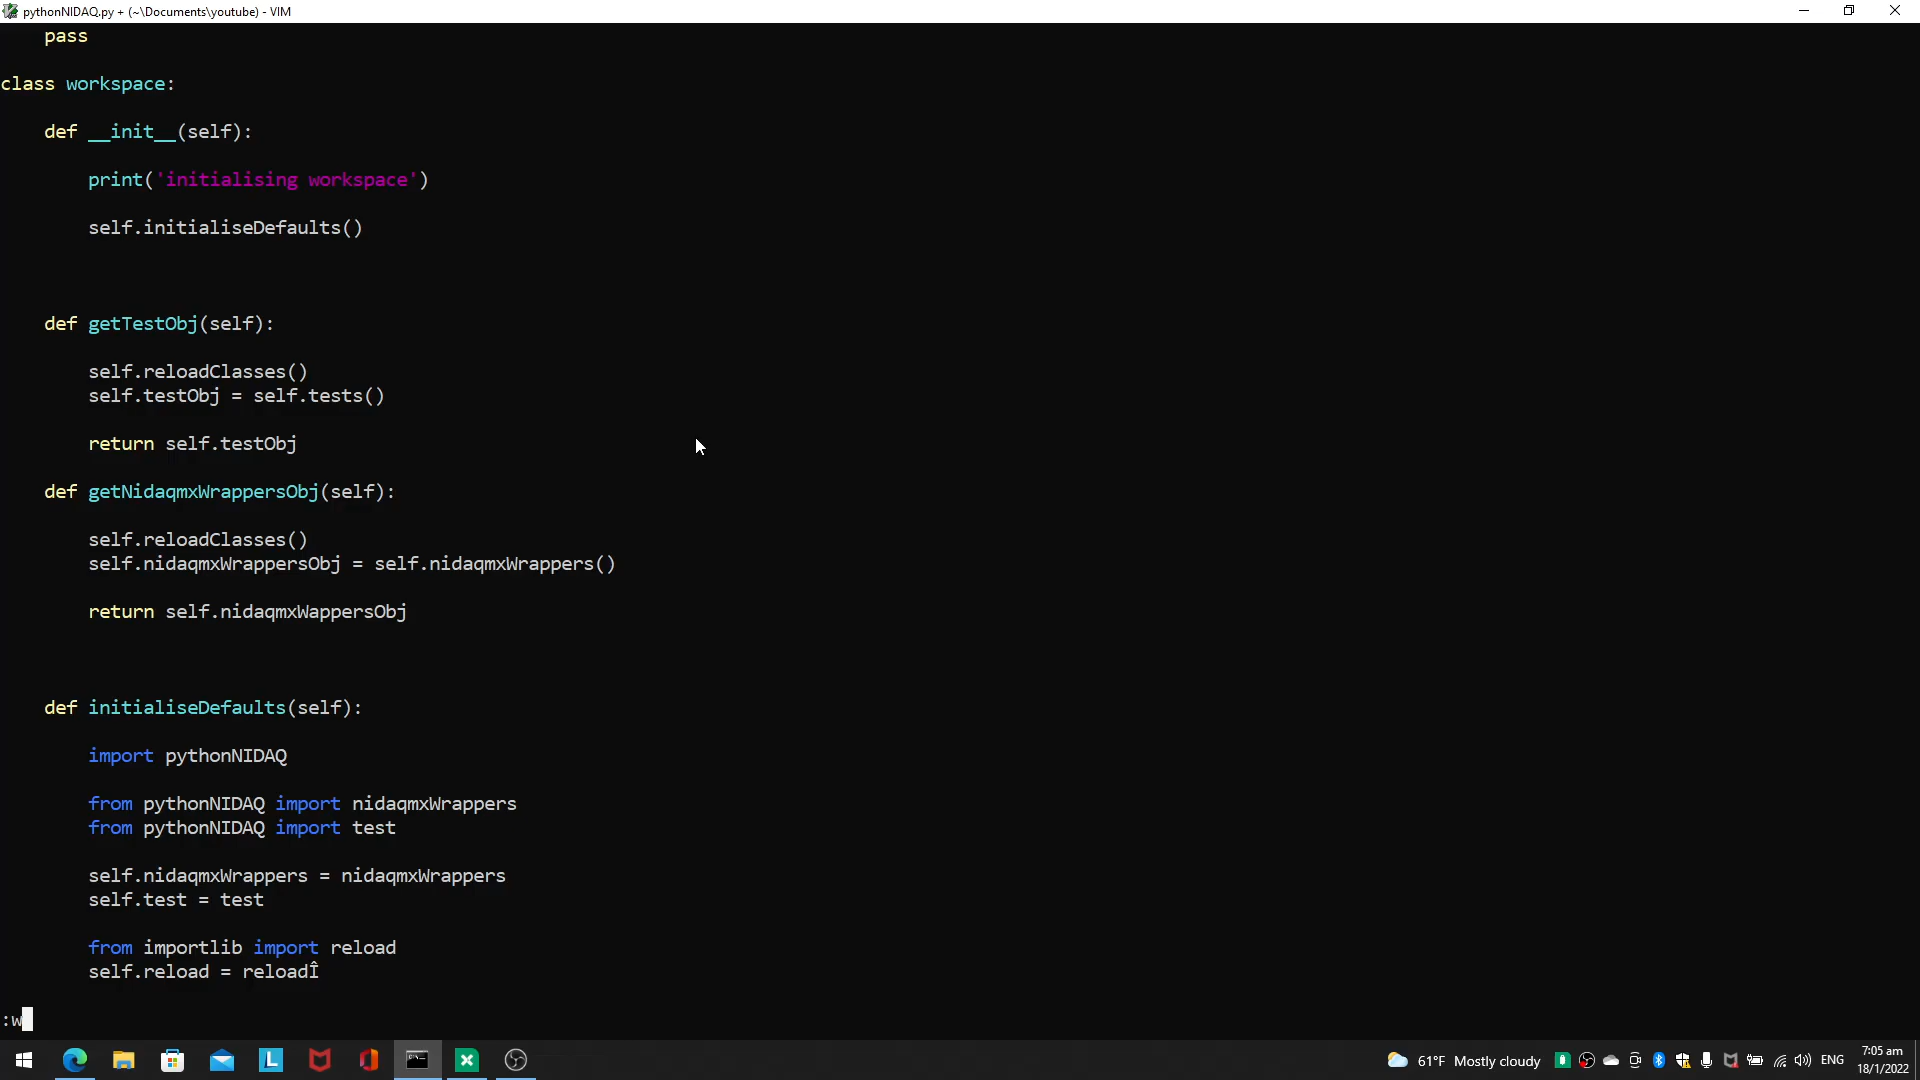 pythonNIDAQ.py + (~\Documents\youtube) - VIM
pass
class workspace:
def __init__(self):
print('initialising workspace')
self.initialiseDefaults()
def getTestObj(self):
self.reloadClasses()
self.testObj = self.tests()
return self.testObj
def getNidaqmxWrappersObj(self):
self.reloadClasses()
self.nidaqmxWrappersObj = self.nidaqmxWrappers()
return self.nidaqmxWappersObj
def initialiseDefaults(self):
import pythonNIDAQ
from pythonNIDAQ import nidaqmxWrappers
from pythonNIDAQ import test
self.nidaqmxWrappers = nidaqmxWrappers
self.test = test
from importlib import reload
self.reload = reloadÎ
:w
61°F Mostly cloudy
ENG
7:05 am
18/1/2022